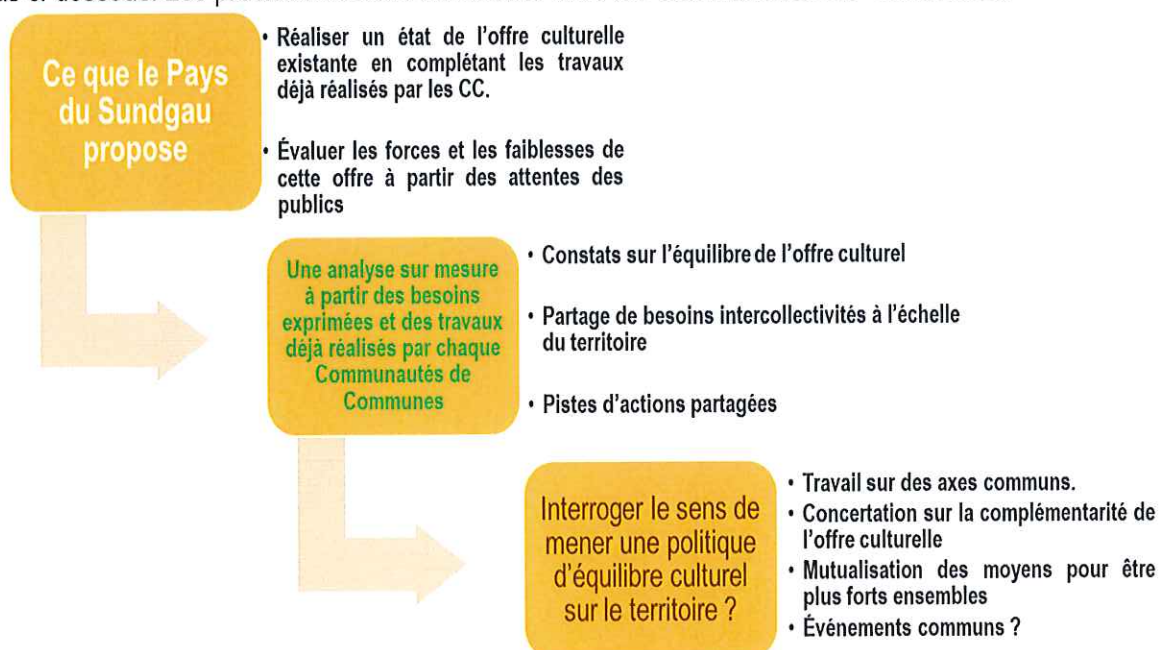 Ce que le Pays
du Sundgau
propose
• Réaliser un état de l'offre culturelle
existante en complétant les travaux
déjà réalisés par les CC.
• Évaluer les forces et les faiblesses de
cette offre à partir des attentes des
publics
Une analyse sur mesure
à partir des besoins
exprimées et des travaux
déjà réalisés par chaque
Communautés de
Communes
• Constats sur l'équilibre de l'offre culturel
• Partage de besoins intercollectivités à l'échelle
du territoire
• Pistes d'actions partagées
Interroger le sens de
mener une politique
d'équilibre culturel
sur le territoire ?
• Travail sur des axes communs.
• Concertation sur la complémentarité de
l'offre culturelle
• Mutualisation des moyens pour être
plus forts ensembles
• Événements communs ?